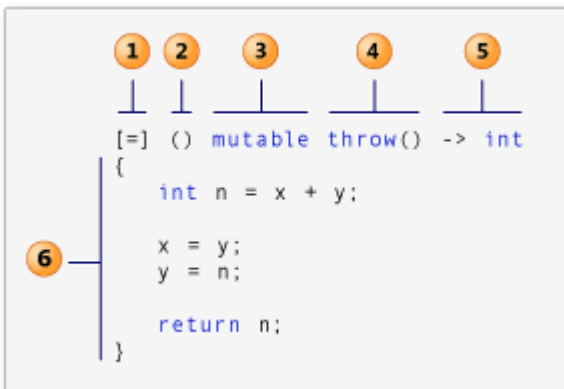 1 2 3 4 5
[=] () mutable throw() -> int
{
int n = x + y;
x = y;
6
y = n;
return n;
}